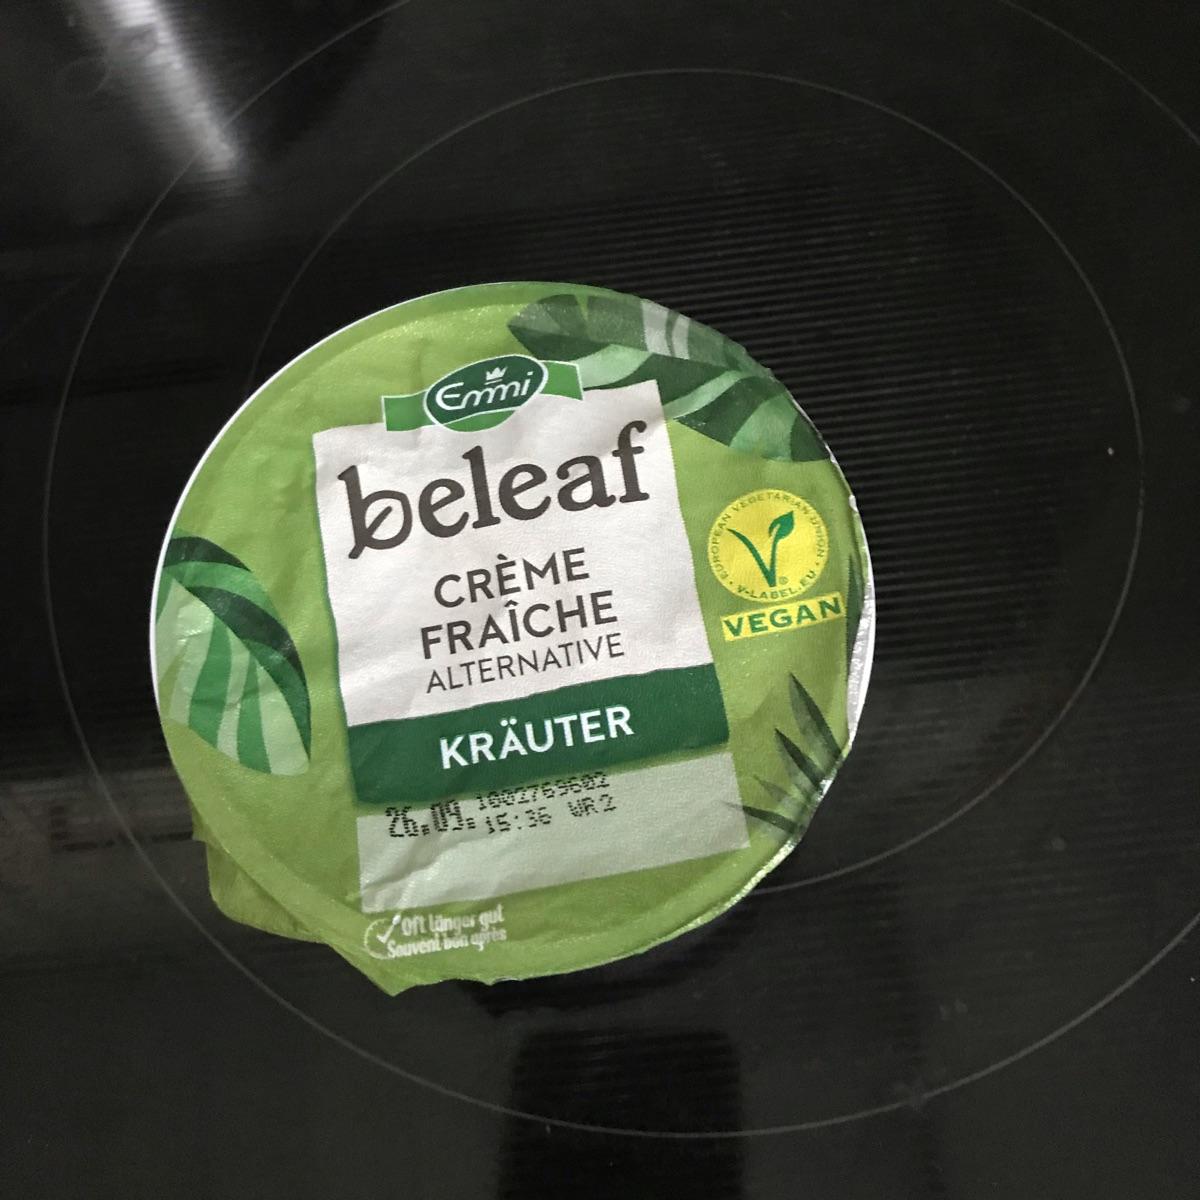 Emmi
beleaf
CRÈME
FRAÎCHE
ALTERNATIVE
KRÄUTER
EUROPEAN VEGETARIAN UNION
V-LABEL.EU
VEGAN
26.09. 1002769602
15:36 WR2
Oft länger gut
Souvent bon après